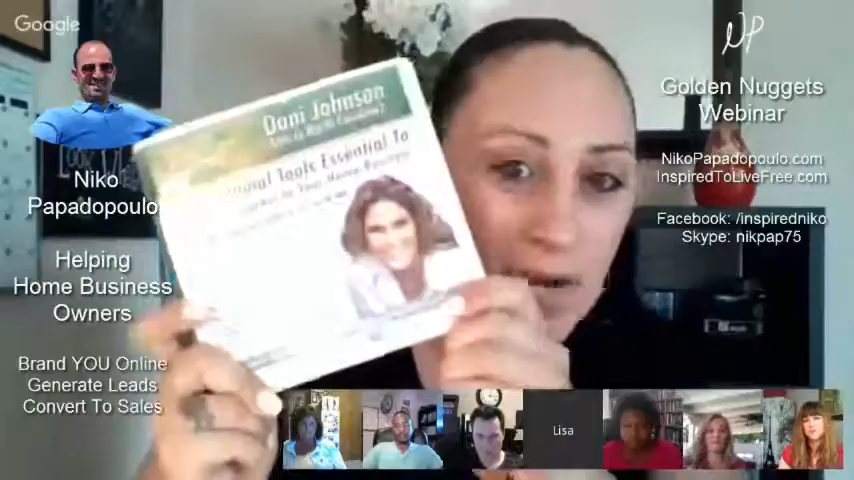 Google
NP
Golden Nuggets
Webinar
NikoPapadopoulo.com
InspiredToLiveFree.com
Facebook: /inspiredniko
Skype: nikpap75
Niko
Papadopoulo
Helping
Home Business
Owners
Brand YOU Online
Generate Leads
Convert To Sales
Dani Johnson
Tools Essential To
Lisa